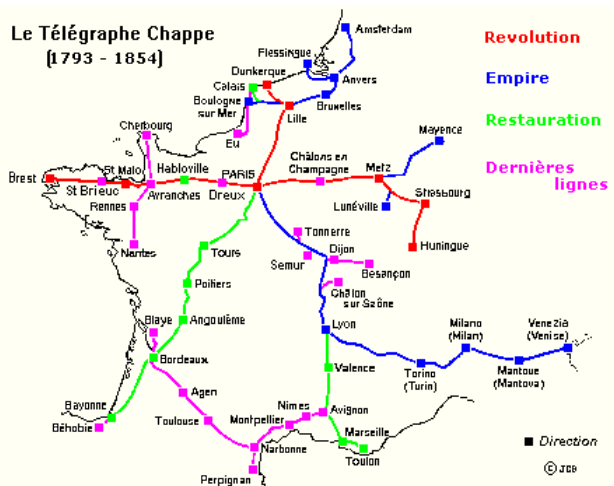 Le Télégraphe Chappe
(1793 - 1854)
Revolution
Empire
Restauration
Dernières
lignes
Amsterdam
Flessingue
Dunkerque
Calais
Anvers
Boulogne
sur Mer
Bruxelles
Lille
Eu
Cherbourg
Mayence
Brest
St Malo
Habloville
PARIS
Châlons en
Champagne
Metz
St Brieuc
Avranches
Dreux
Strasbourg
Rennes
Lunéville
Nantes
Huningue
Tonnerre
Tours
Semur
Dijon
Besançon
Poitiers
Châlon
sur Saône
Angoulême
Blaye
Lyon
Milano
(Milan)
Venezia
(Venise)
Bordeaux
Valence
Torino
(Turin)
Mantoue
(Mantova)
Agen
Bayonne
Béhobie
Toulouse
Montpellier
Nimes
Avignon
Marseille
Narbonne
Toulon
Perpignan
Direction
© JCB